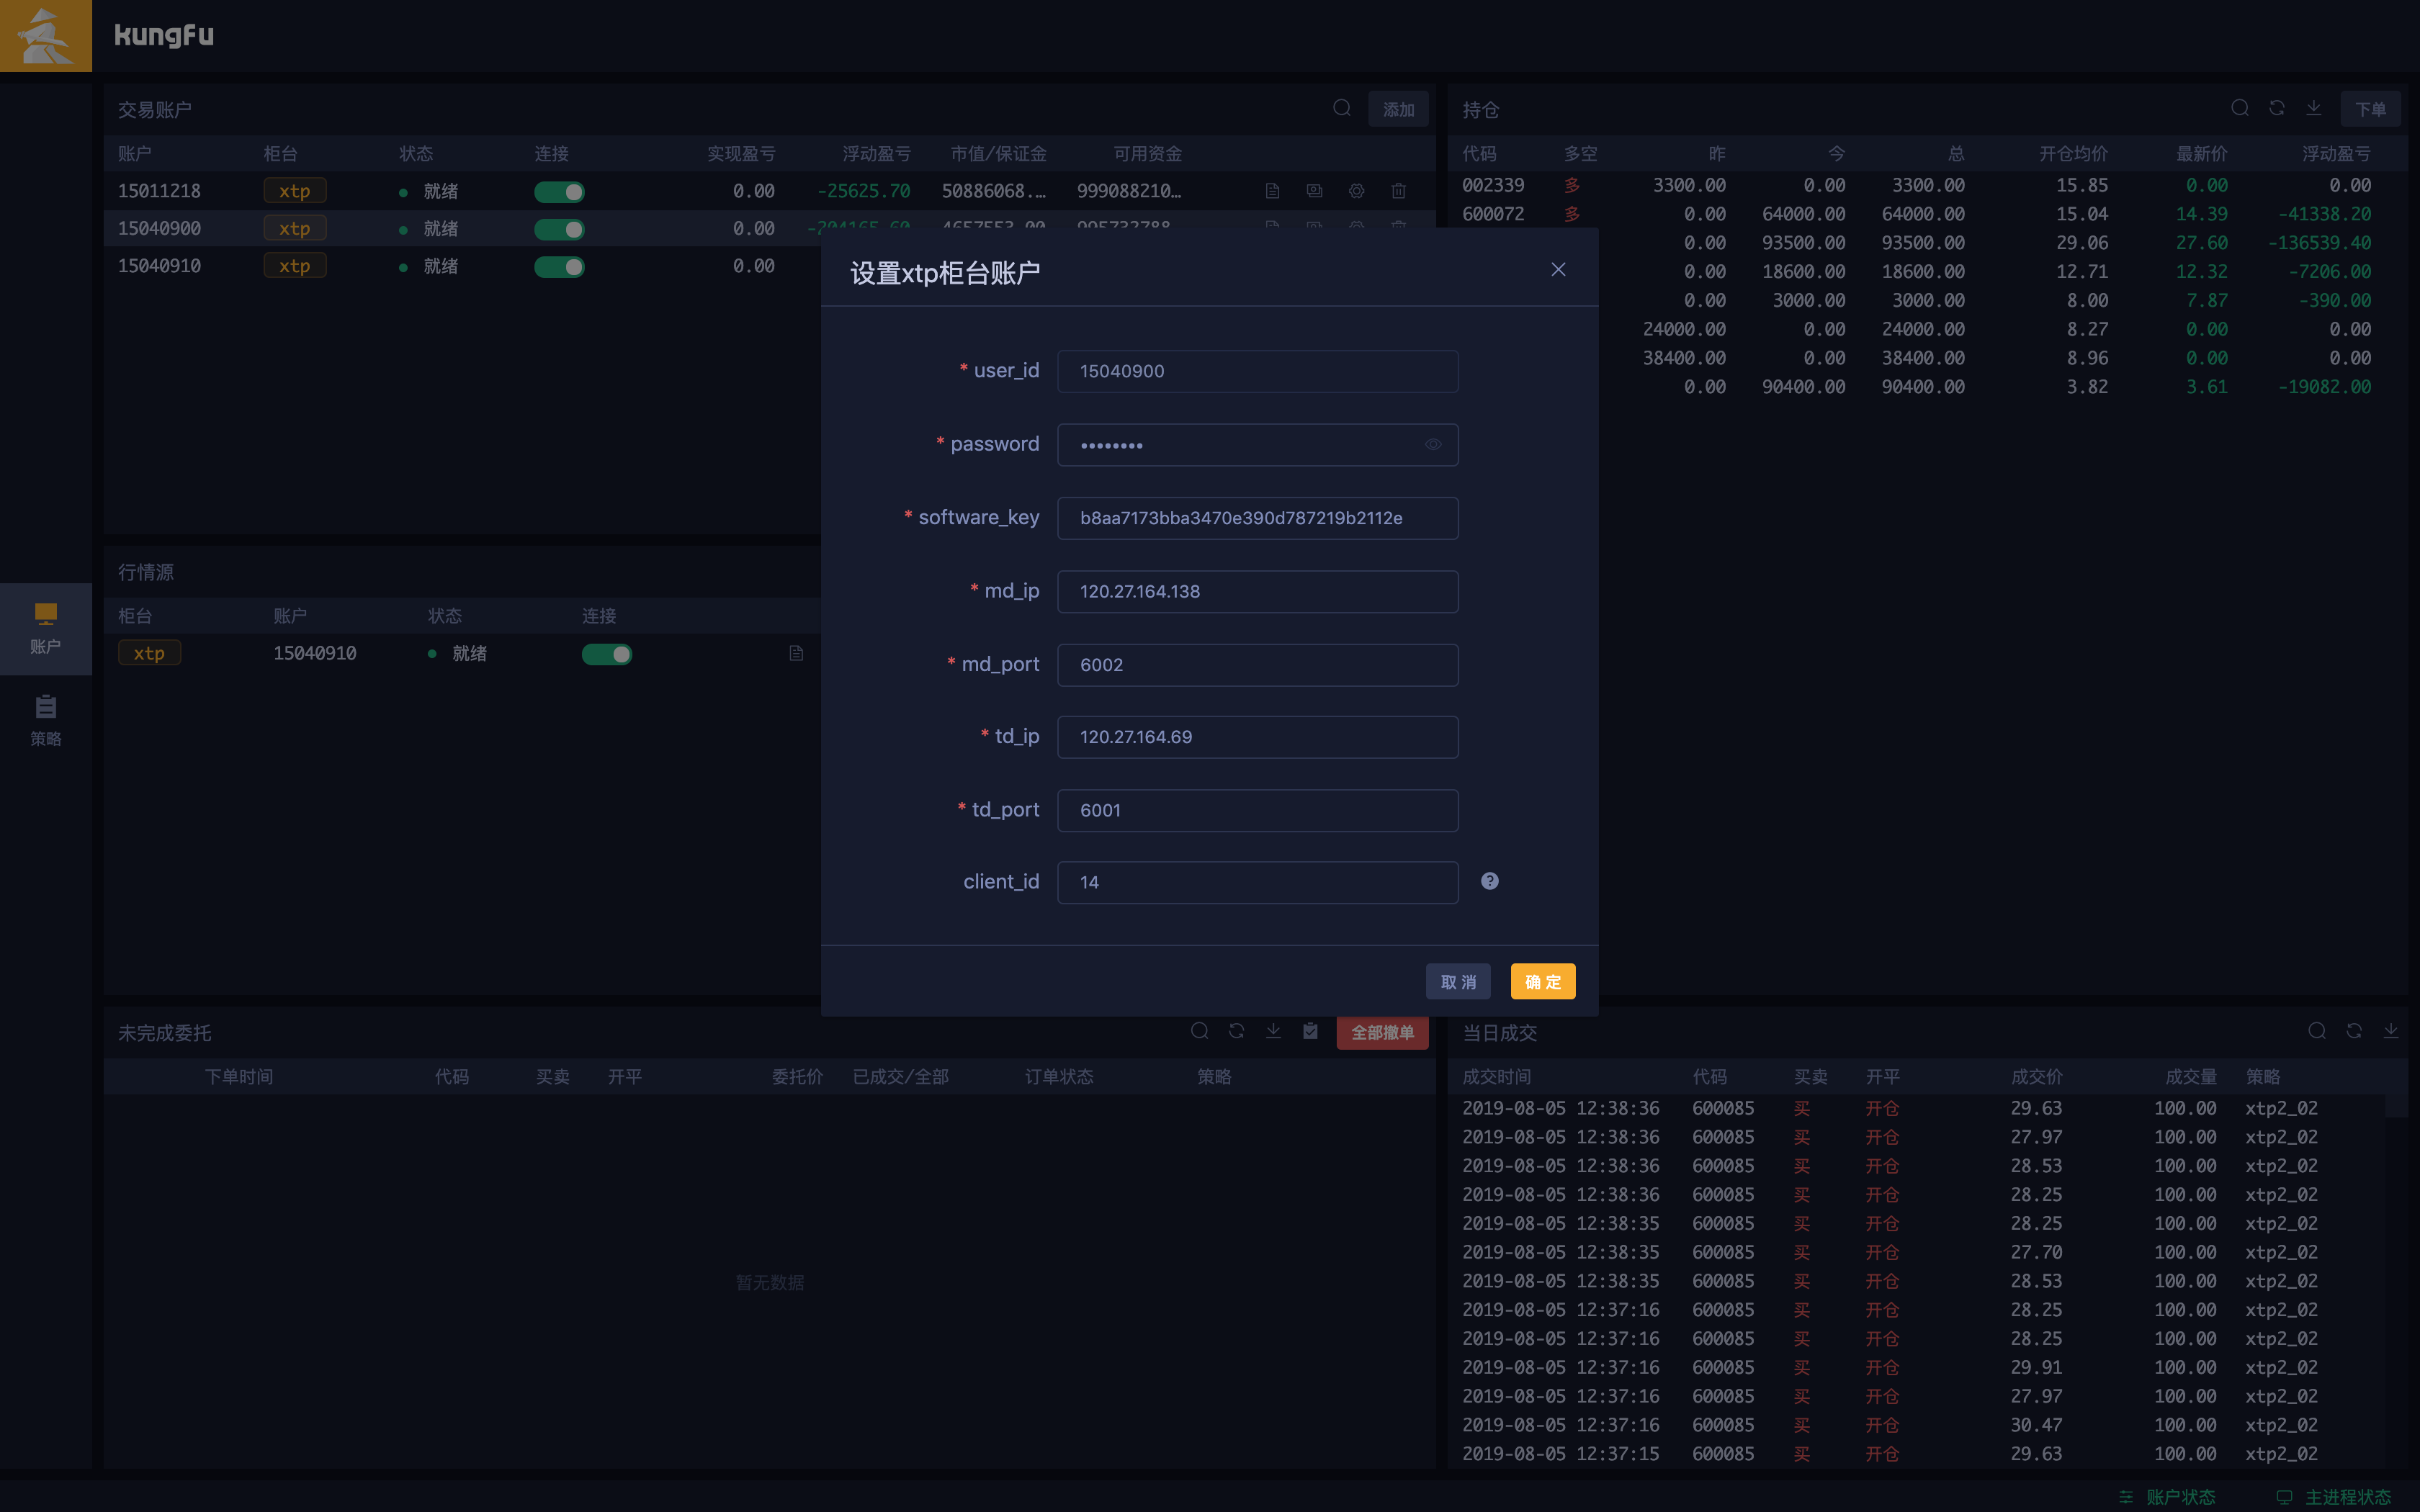 kungfu
交易账户
添加
账户 柜台 状态 连接 实现盈亏 浮动盈亏 市值/保证金 可用资金
15011218 xtp 就绪 0.00 -25625.70 50886068.… 999088210…
15040900 xtp 就绪 0.00 -204165.60 4657553.00 995732788…
15040910 xtp 就绪 0.00
持仓
下单
代码 多空 昨 今 总 开仓均价 最新价 浮动盈亏
002339 多 3300.00 0.00 3300.00 15.85 0.00 0.00
600072 多 0.00 64000.00 64000.00 15.04 14.39 -41338.20
0.00 93500.00 93500.00 29.06 27.60 -136539.40
0.00 18600.00 18600.00 12.71 12.32 -7206.00
0.00 3000.00 3000.00 8.00 7.87 -390.00
24000.00 0.00 24000.00 8.27 0.00 0.00
38400.00 0.00 38400.00 8.96 0.00 0.00
0.00 90400.00 90400.00 3.82 3.61 -19082.00
设置xtp柜台账户
* user_id 15040900
* password ••••••••
* software_key b8aa7173bba3470e390d787219b2112e
* md_ip 120.27.164.138
* md_port 6002
* td_ip 120.27.164.69
* td_port 6001
client_id 14
取 消 确 定
账户
策略
行情源
柜台 账户 状态 连接
xtp 15040910 就绪
未完成委托
全部撤单
下单时间 代码 买卖 开平 委托价 已成交/全部 订单状态 策略
暂无数据
当日成交
成交时间 代码 买卖 开平 成交价 成交量 策略
2019-08-05 12:38:36 600085 买 开仓 29.63 100.00 xtp2_02
2019-08-05 12:38:36 600085 买 开仓 27.97 100.00 xtp2_02
2019-08-05 12:38:36 600085 买 开仓 28.53 100.00 xtp2_02
2019-08-05 12:38:36 600085 买 开仓 28.25 100.00 xtp2_02
2019-08-05 12:38:35 600085 买 开仓 28.25 100.00 xtp2_02
2019-08-05 12:38:35 600085 买 开仓 27.70 100.00 xtp2_02
2019-08-05 12:38:35 600085 买 开仓 28.53 100.00 xtp2_02
2019-08-05 12:37:16 600085 买 开仓 28.25 100.00 xtp2_02
2019-08-05 12:37:16 600085 买 开仓 28.25 100.00 xtp2_02
2019-08-05 12:37:16 600085 买 开仓 29.91 100.00 xtp2_02
2019-08-05 12:37:16 600085 买 开仓 27.97 100.00 xtp2_02
2019-08-05 12:37:16 600085 买 开仓 30.47 100.00 xtp2_02
2019-08-05 12:37:15 600085 买 开仓 29.63 100.00 xtp2_02
账户状态 主进程状态